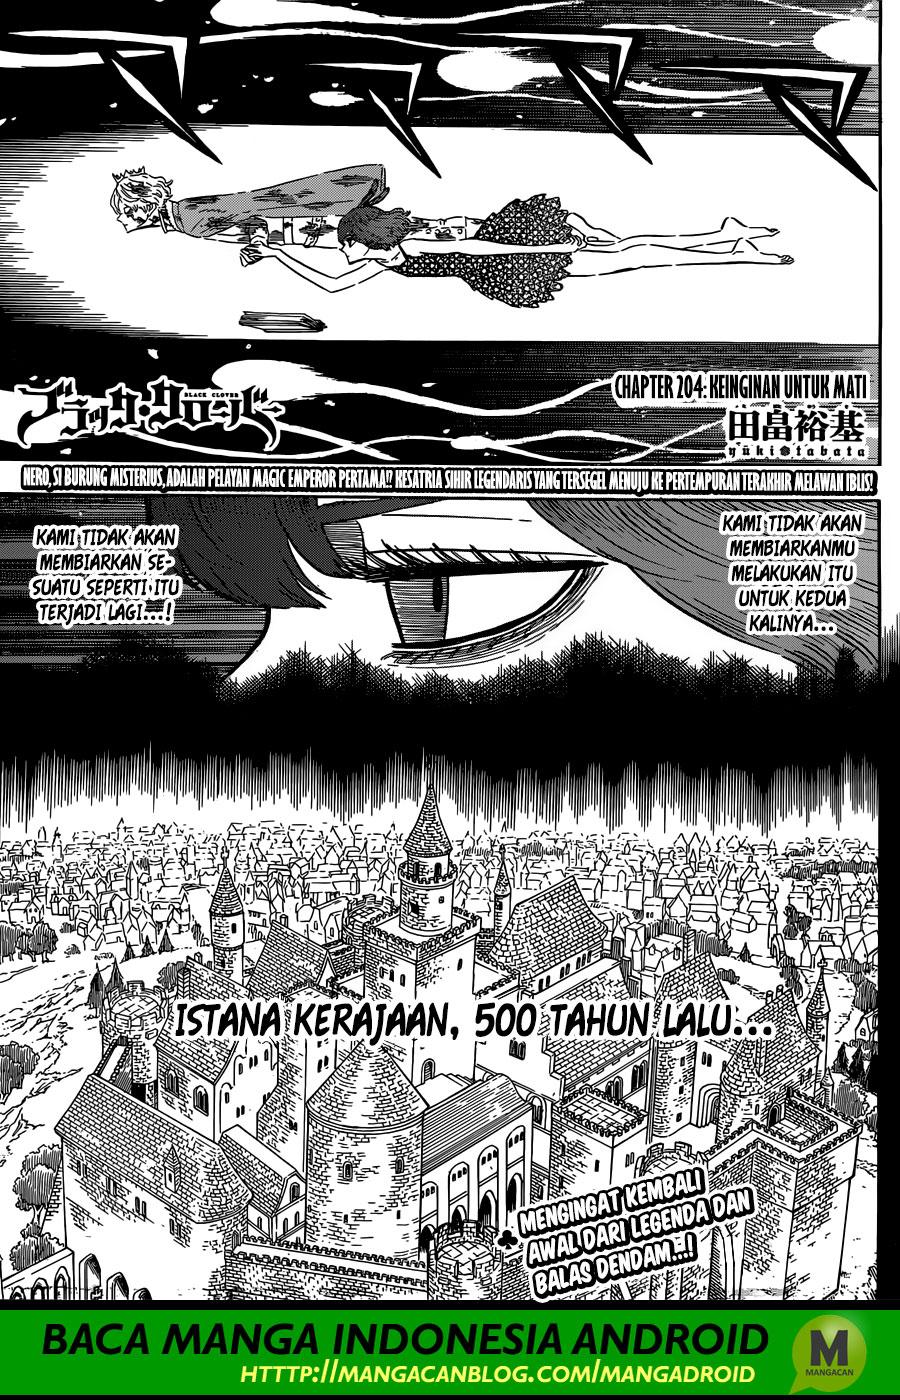 ブラッククローバー
BLACK CLOVER
CHAPTER 204: KEINGINAN UNTUK MATI
田畠裕基
yūki tabata
NERO, SI BURUNG MISTERIUS, ADALAH PELAYAN MAGIC EMPEROR PERTAMA!? KESATRIA SIHIR LEGENDARIS YANG TERSEGEL MENUJU KE PERTEMPURAN TERAKHIR MELAWAN IBLIS!
KAMI TIDAK AKAN
MEMBIARKANMU
MELAKUKAN ITU
UNTUK KEDUA
KALINYA...
KAMI TIDAK AKAN
MEMBIARKAN SE-
SUATU SEPERTI ITU
TERJADI LAGI...!
ISTANA KERAJAAN, 500 TAHUN LALU...
♣ MENGINGAT KEMBALI
AWAL DARI LEGENDA DAN
BALAS DENDAM...!
BACA MANGA INDONESIA ANDROID
HTTTP://MANGACANBLOG.COM/MANGADROID
M
MANGACAN